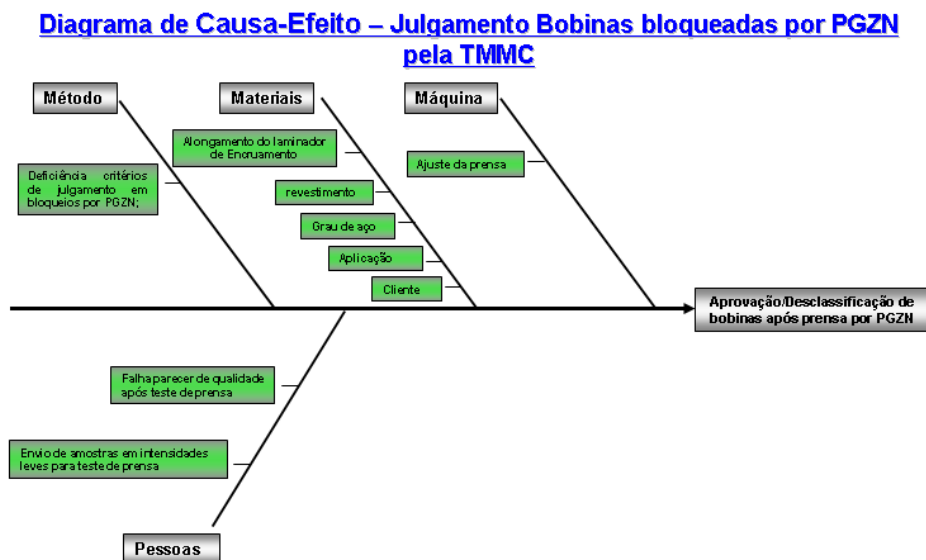 Diagrama de Causa-Efeito – Julgamento Bobinas bloqueadas por PGZN
pela TMMC
Método
Materiais
Máquina
Alongamento do laminador
de Encruamento
Ajuste da prensa
Deficiência critérios
de julgamento em
bloqueios por PGZN;
revestimento
Grau de aço
Aplicação
Cliente
Aprovação/Desclassificação de
bobinas após prensa por PGZN
Falha parecer de qualidade
após teste de prensa
Envio de amostras em intensidades
leves para teste de prensa
Pessoas